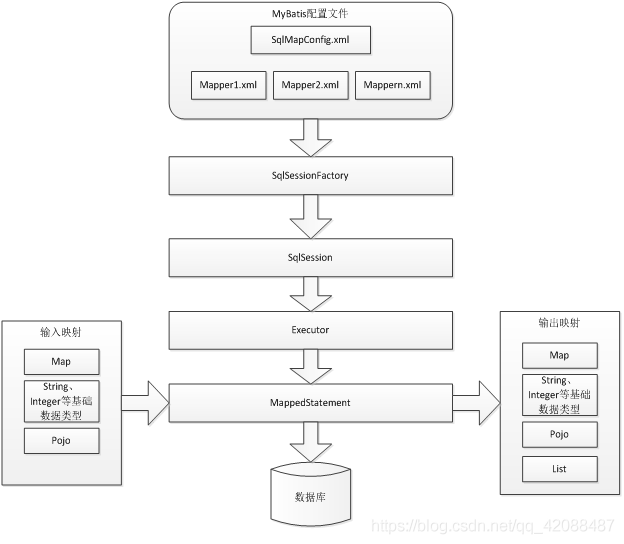 MyBatis配置文件
SqlMapConfig.xml
Mapper1.xml
Mapper2.xml
Mappern.xml
SqlSessionFactory
SqlSession
Executor
输入映射
Map
String、
Integer等基础
数据类型
Pojo
MappedStatement
输出映射
Map
String、
Integer等基础
数据类型
Pojo
List
数据库
https://blog.csdn.net/qq_42088487